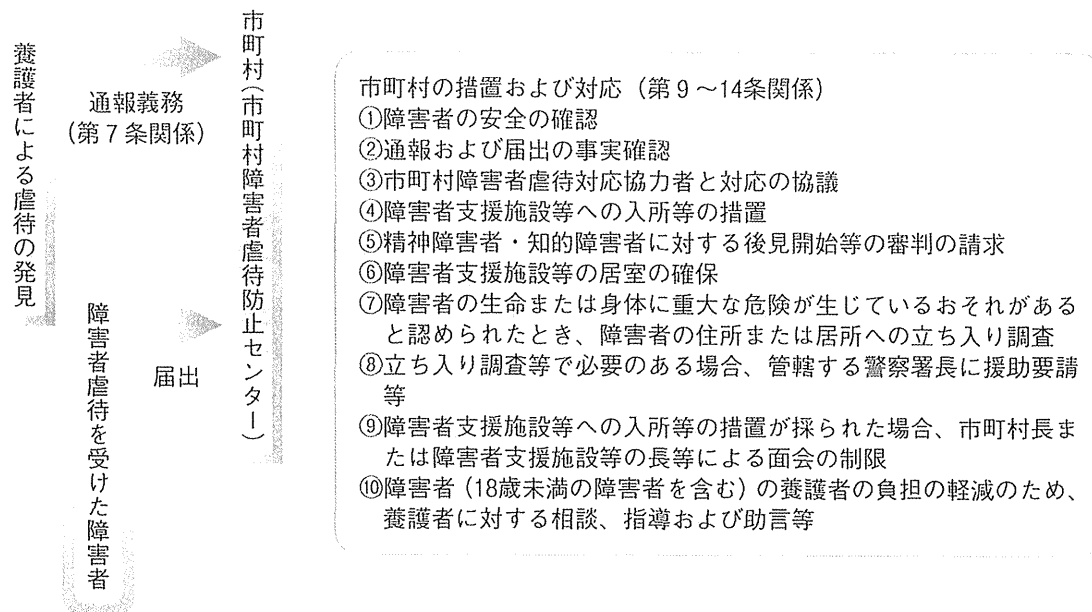 養護者による虐待の発見
通報義務
(第7条関係)
障害者虐待を受けた障害者
届出
市町村(市町村障害者虐待防止センター)
市町村の措置および対応（第9～14条関係）
①障害者の安全の確認
②通報および届出の事実確認
③市町村障害者虐待対応協力者と対応の協議
④障害者支援施設等への入所等の措置
⑤精神障害者・知的障害者に対する後見開始等の審判の請求
⑥障害者支援施設等の居室の確保
⑦障害者の生命または身体に重大な危険が生じているおそれがある
と認められたとき、障害者の住所または居所への立ち入り調査
⑧立ち入り調査等で必要のある場合、管轄する警察署長に援助要請
等
⑨障害者支援施設等への入所等の措置が採られた場合、市町村長ま
たは障害者支援施設等の長等による面会の制限
⑩障害者（18歳未満の障害者を含む）の養護者の負担の軽減のため、
養護者に対する相談、指導および助言等